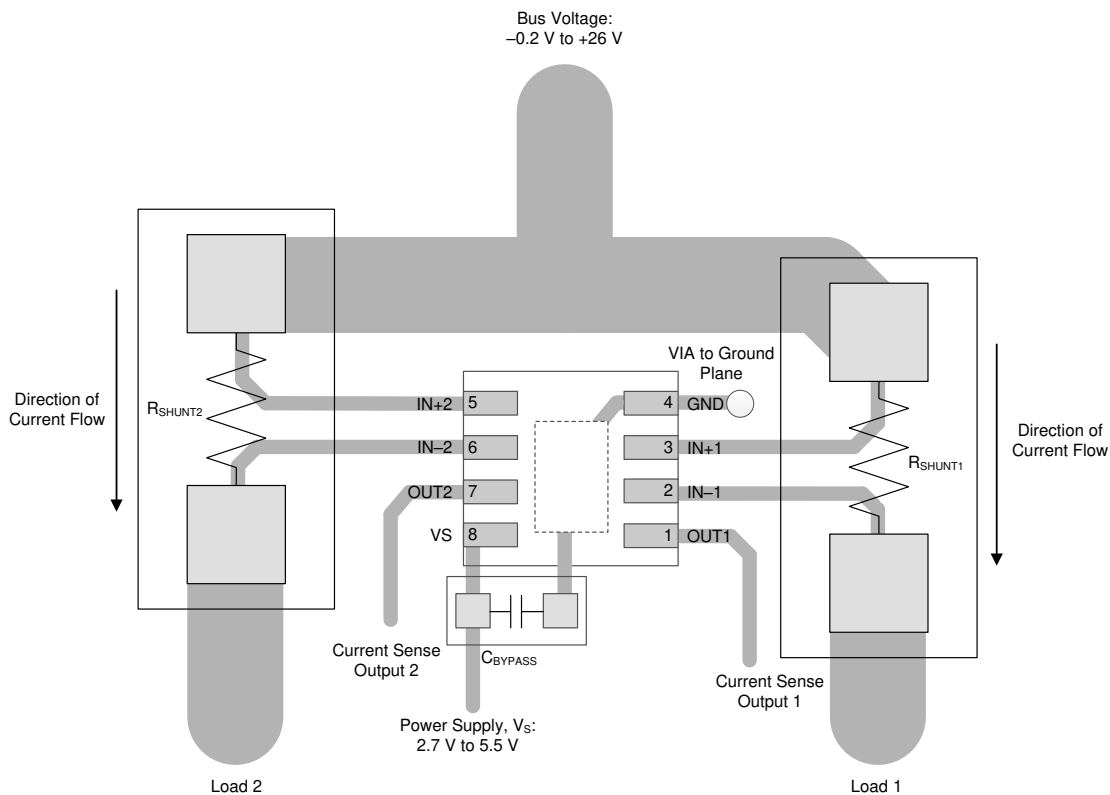 Bus Voltage:
–0.2 V to +26 V
VIA to Ground
Plane
Direction of
Current Flow
RSHUNT2
IN+2
5
4
GND
IN–2
6
3
IN+1
RSHUNT1
Direction of
Current Flow
OUT2
7
2
IN–1
VS
8
1
OUT1
CBYPASS
Current Sense
Output 2
Current Sense
Output 1
Power Supply, VS:
2.7 V to 5.5 V
Load 2
Load 1